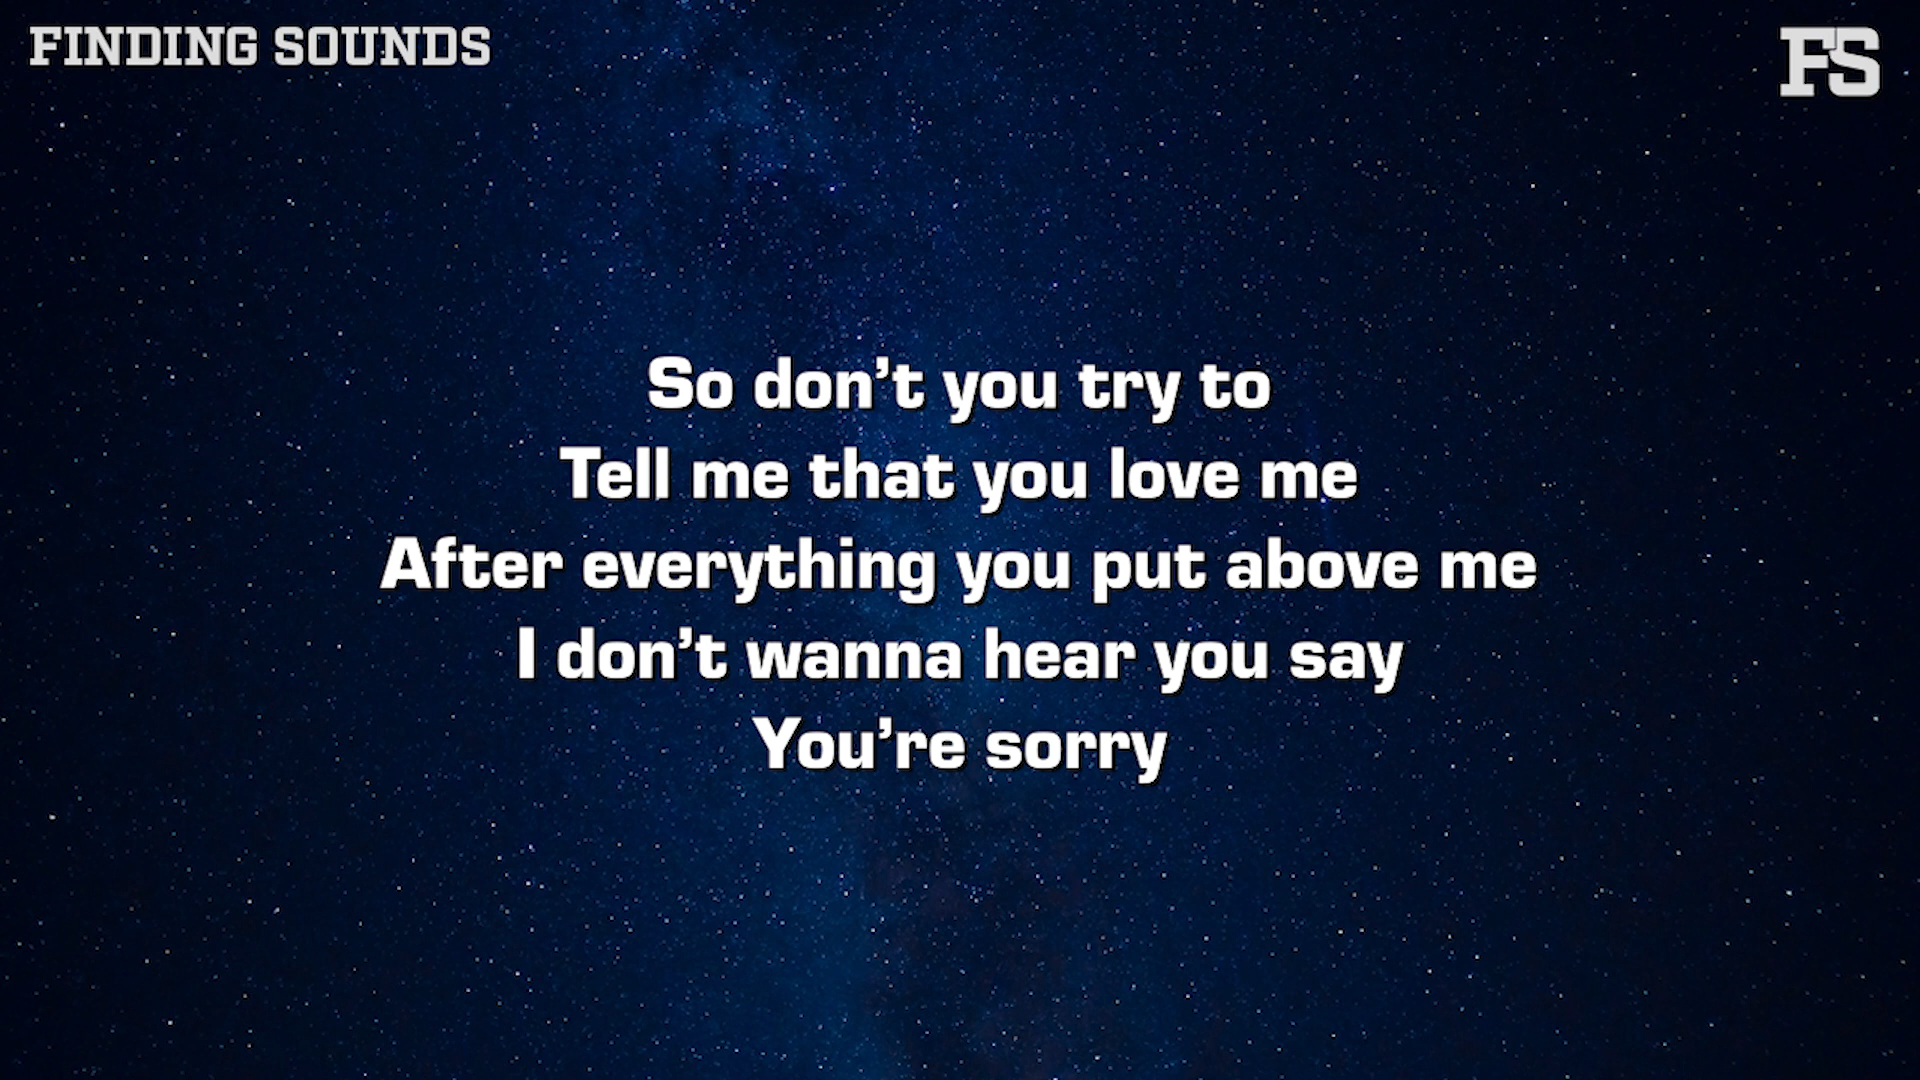 FINDING SOUNDS
FS
So don’t you try to
Tell me that you love me
After everything you put above me
I don’t wanna hear you say
You’re sorry